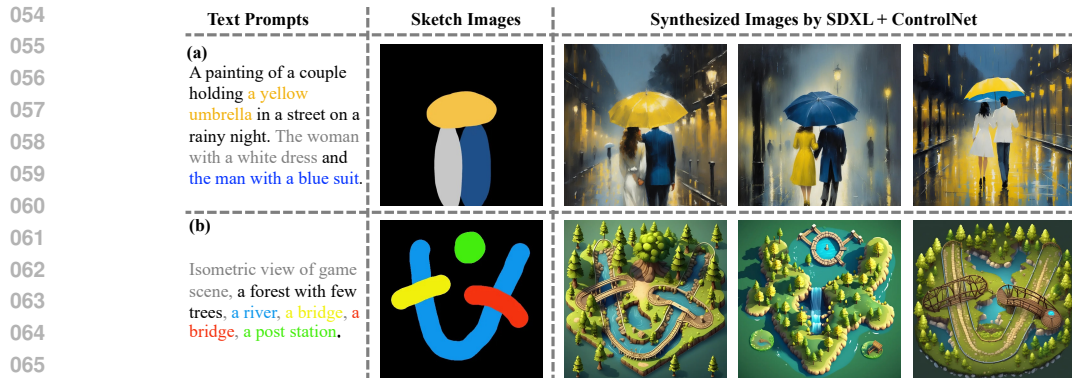 054
055
056
057
058
059
060
061
062
063
064
065
Text Prompts
Sketch Images
Synthesized Images by SDXL + ControlNet
(a)
A painting of a couple
holding a yellow
umbrella in a street on a
rainy night. The woman
with a white dress and
the man with a blue suit.
(b)
Isometric view of game
scene, a forest with few
trees, a river, a bridge, a
bridge, a post station.